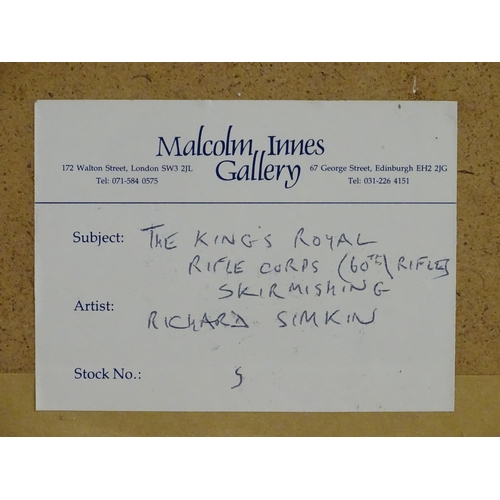 Malcolm Innes
Gallery
172 Walton Street, London SW3 2JL
Tel: 071-584 0575
67 George Street, Edinburgh EH2 2JG
Tel: 031-226 4151
Subject: THE KING'S ROYAL
RIFLE CORPS (60TH) RIFLES
SKIRMISHING
Artist: RICHARD SIMKIN
Stock No.: